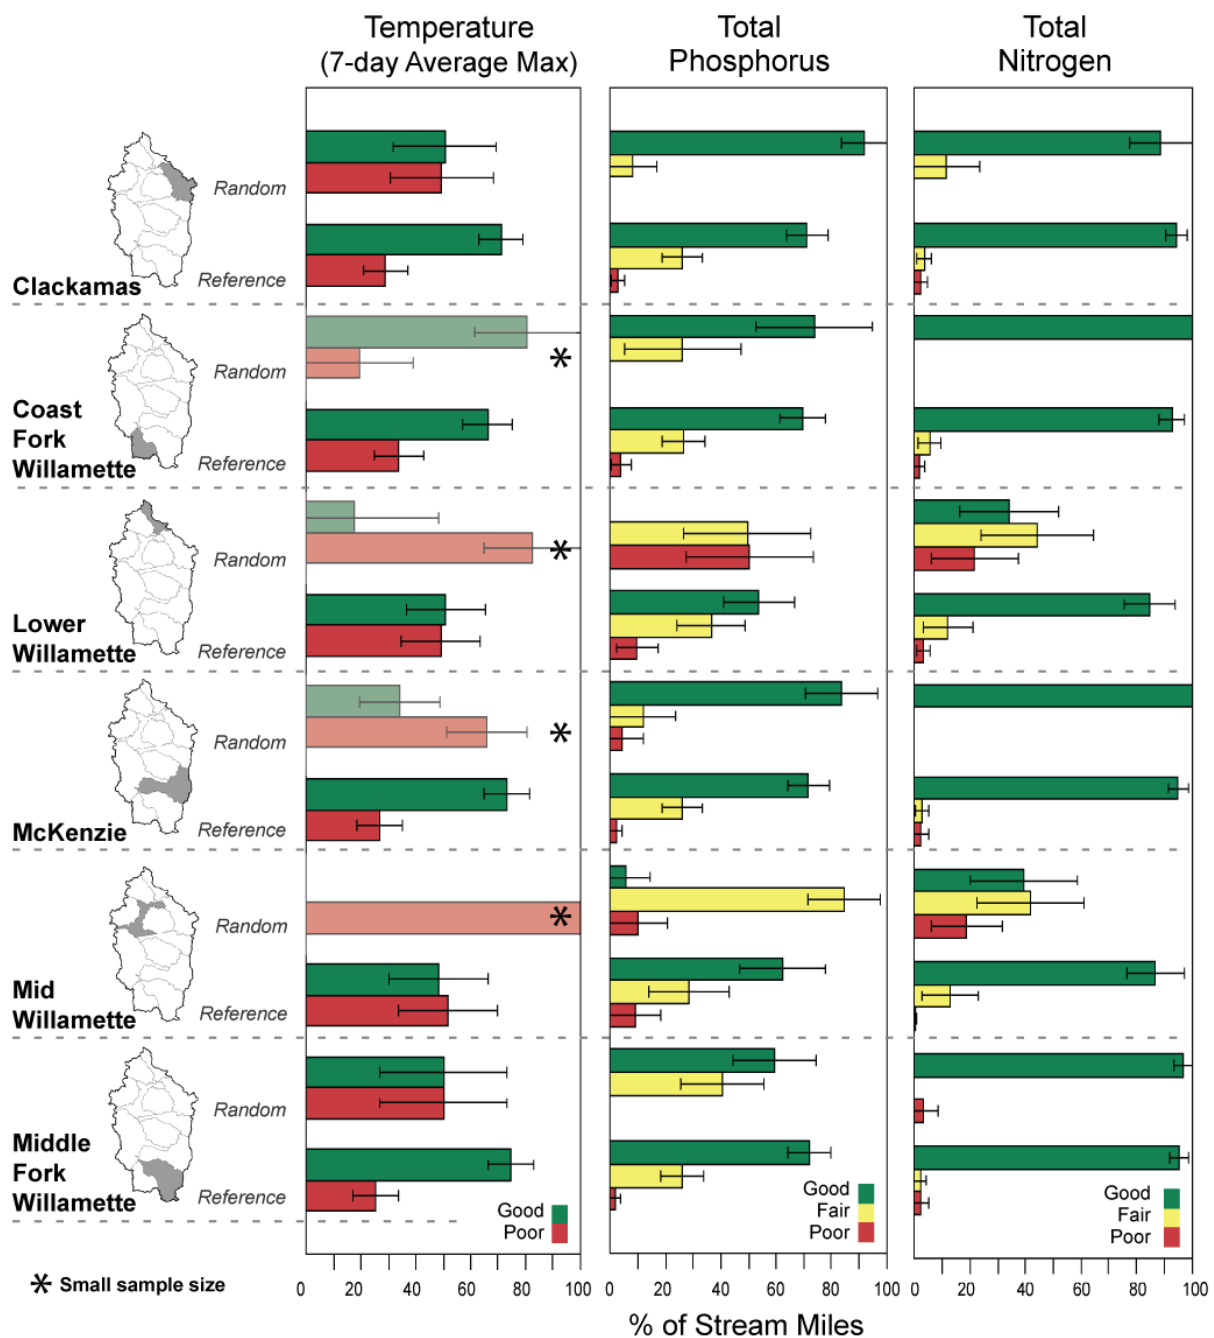 Temperature
(7-day Average Max)
Total
Phosphorus
Total
Nitrogen
Random
Reference
Clackamas
Random
Coast
Fork
Willamette
Reference
Random
Lower
Willamette
Reference
Random
McKenzie
Reference
Random
Mid
Willamette
Reference
Random
Middle
Fork
Willamette
Reference
Good
Poor
Good
Fair
Poor
Good
Fair
Poor
* Small sample size
0 20 40 60 80 100
0 20 40 60 80 100
0 20 40 60 80 100
% of Stream Miles